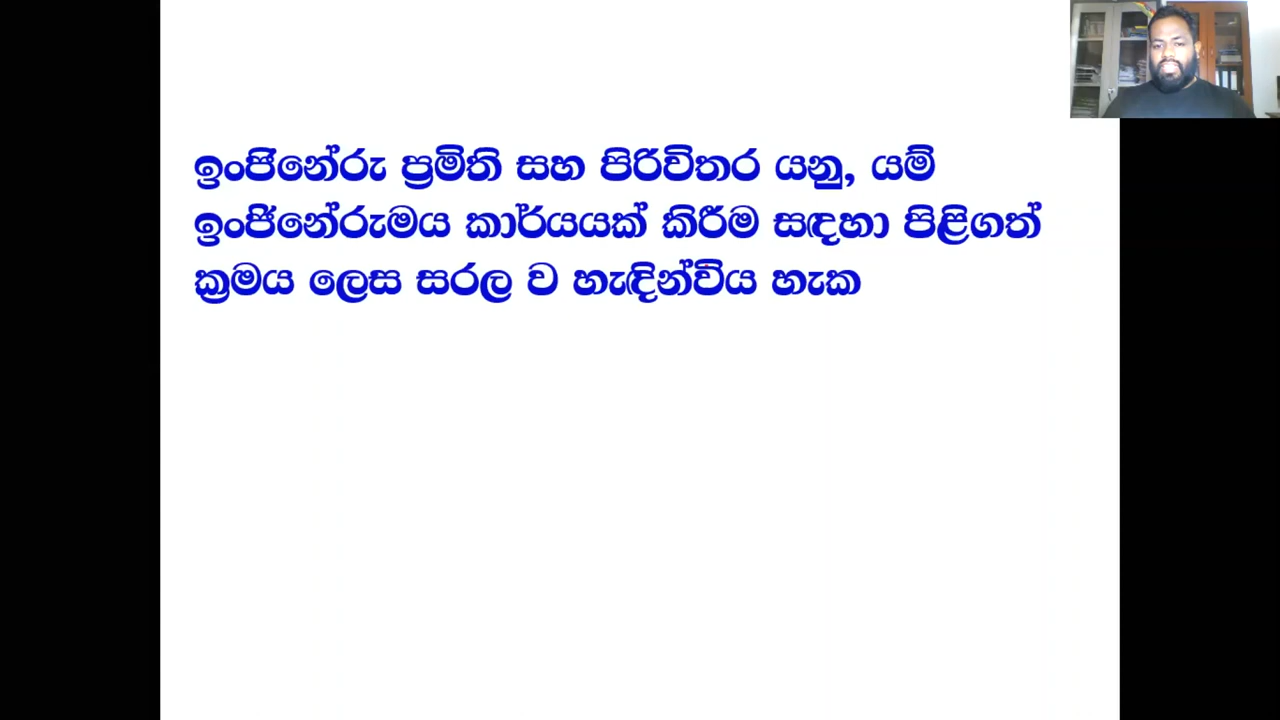 ඉංජිනේරු ප්‍රමිති සහ පිරිවිතර යනු, යම්
ඉංජිනේරුමය කාර්යයක් කිරීම සඳහා පිළිගත්
ක්‍රමය ලෙස සරල ව හැඳින්විය හැක